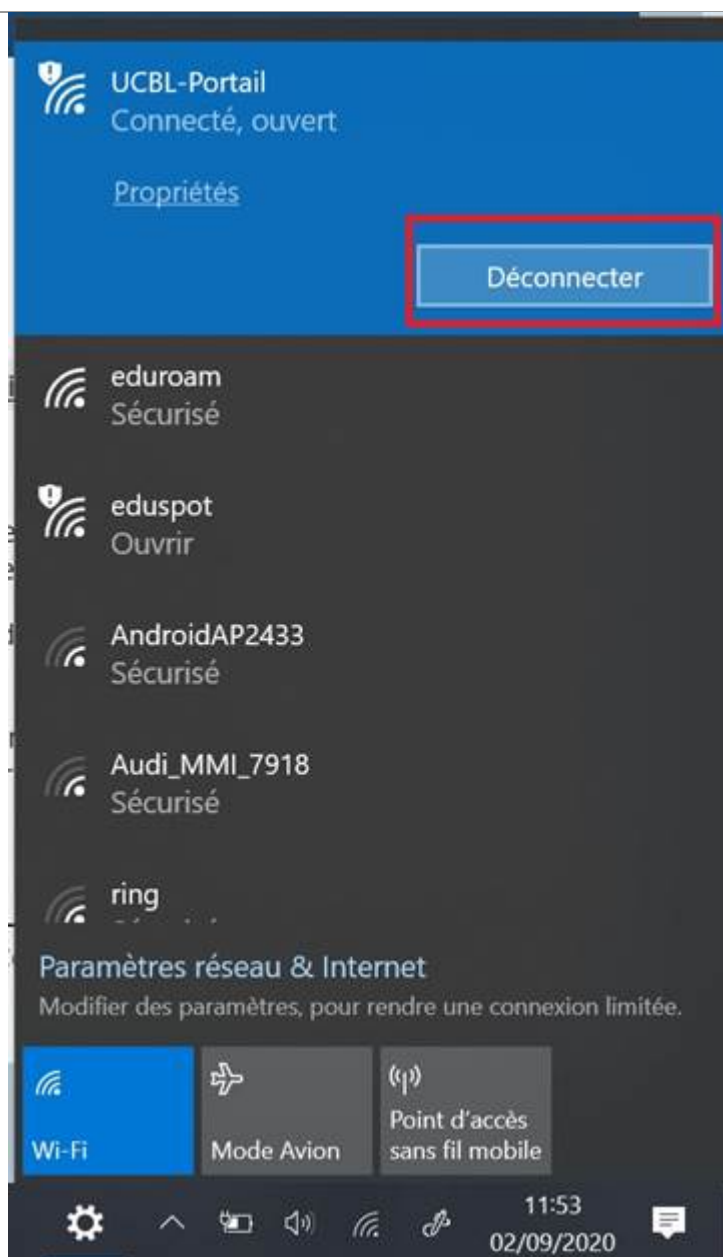 UCBL-Portail
Connecté, ouvert
Propriétés
Déconnecter
eduroam
Sécurisé
eduspot
Ouvrir
AndroidAP2433
Sécurisé
Audi_MMI_7918
Sécurisé
ring
Paramètres réseau & Internet
Modifier des paramètres, pour rendre une connexion limitée.
Wi-Fi
Mode Avion
Point d'accès
sans fil mobile
11:53
02/09/2020